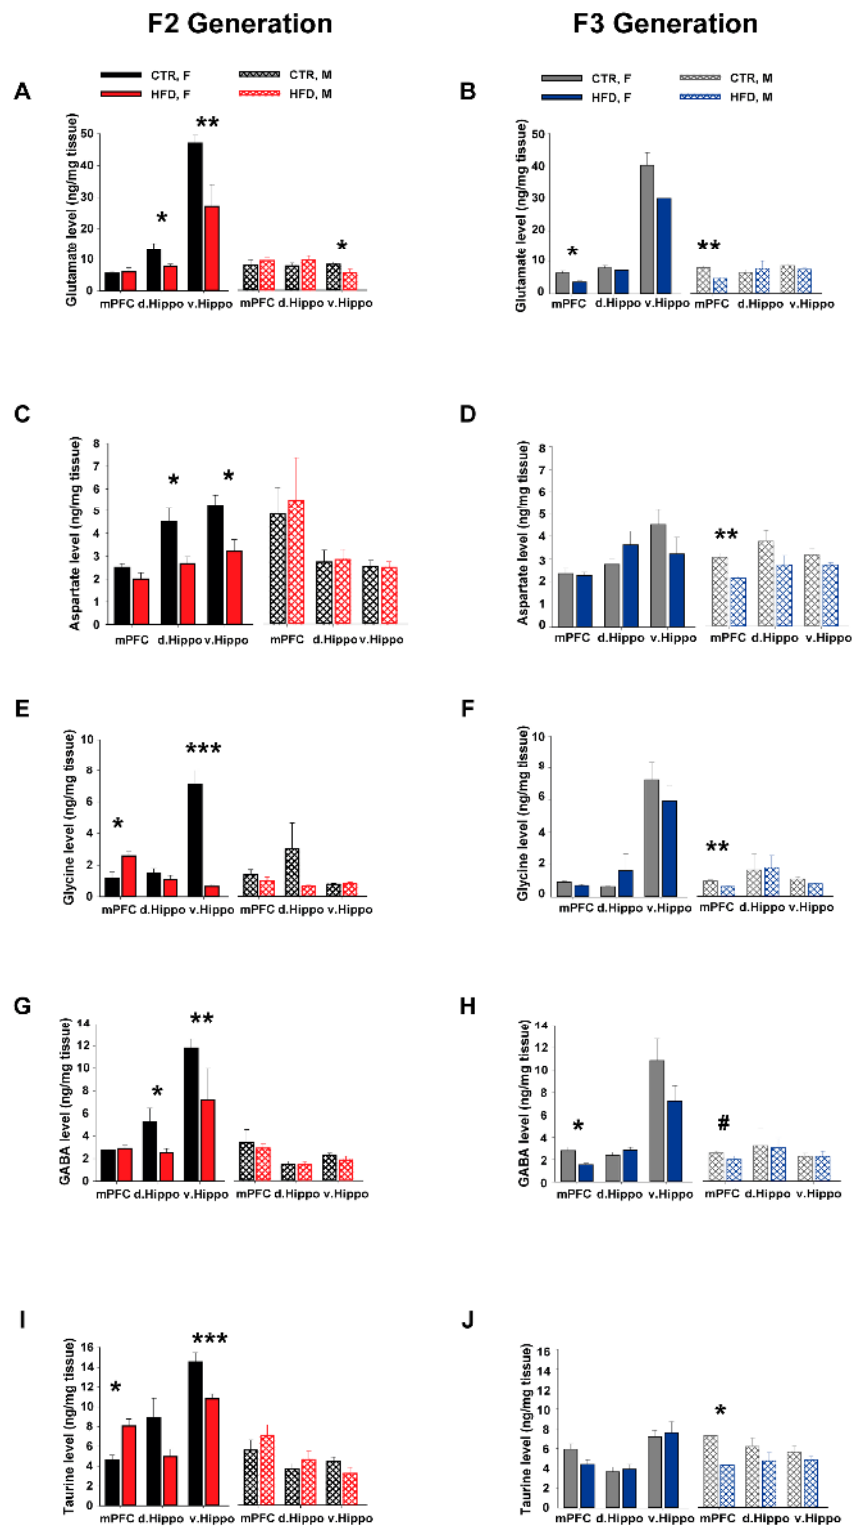 F2 Generation
F3 Generation
A
CTR, F
CTR, M
HFD, F
HFD, M
Glutamate level (ng/mg tissue)
50
40
30
20
10
0
*
**
*
mPFC d.Hippo v.Hippo
mPFC d.Hippo v.Hippo
B
CTR, F
CTR, M
HFD, F
HFD, M
Glutamate level (ng/mg tissue)
50
40
30
20
10
0
*
**
mPFC d.Hippo v.Hippo
mPFC d.Hippo v.Hippo
C
Aspartate level (ng/mg tissue)
8
7
6
5
4
3
2
1
0
*
*
mPFC d.Hippo v.Hippo
mPFC d.Hippo v.Hippo
D
Aspartate level (ng/mg tissue)
8
7
6
5
4
3
2
1
0
**
mPFC d.Hippo v.Hippo
mPFC d.Hippo v.Hippo
E
Glycine level (ng/mg tissue)
10
8
6
4
2
0
*
***
mPFC d.Hippo v.Hippo
mPFC d.Hippo v.Hippo
F
Glycine level (ng/mg tissue)
10
8
6
4
2
0
**
mPFC d.Hippo v.Hippo
mPFC d.Hippo v.Hippo
G
GABA level (ng/mg tissue)
14
12
10
8
6
4
2
0
*
**
mPFC d.Hippo v.Hippo
mPFC d.Hippo v.Hippo
H
GABA level (ng/mg tissue)
14
12
10
8
6
4
2
0
*
#
mPFC d.Hippo v.Hippo
mPFC d.Hippo v.Hippo
I
Taurine level (ng/mg tissue)
16
14
12
10
8
6
4
2
0
*
***
mPFC d.Hippo v.Hippo
mPFC d.Hippo v.Hippo
J
Taurine level (ng/mg tissue)
16
14
12
10
8
6
4
2
0
*
mPFC d.Hippo v.Hippo
mPFC d.Hippo v.Hippo